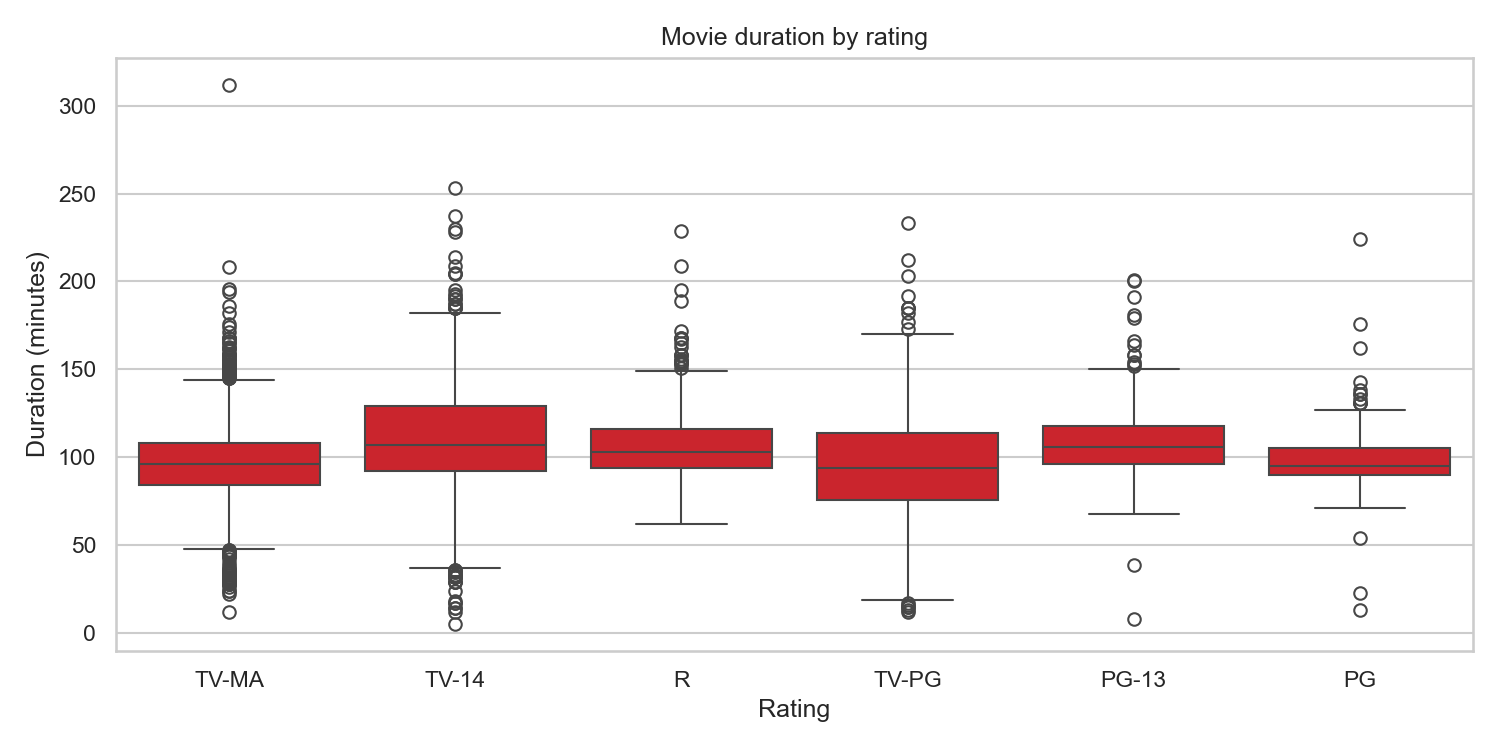 Movie duration by rating
Duration (minutes)
300
250
200
150
100
50
0
TV-MA TV-14 R TV-PG PG-13 PG
Rating